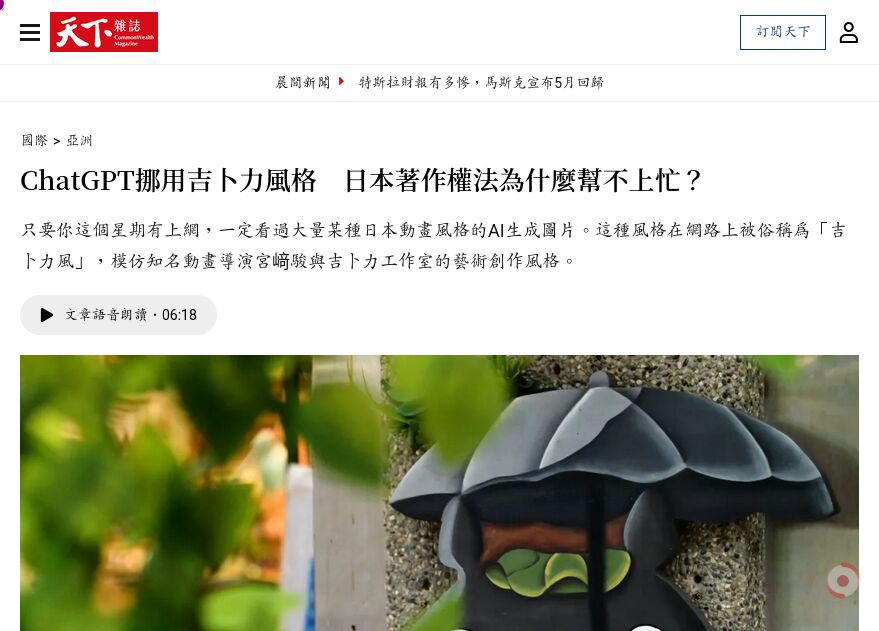 天下 雜誌
CommonWealth
Magazine
訂閱天下
晨間新聞 特斯拉財報有多慘，馬斯克宣布5月回歸
國際 > 亞洲
ChatGPT挪用吉卜力風格　日本著作權法為什麼幫不上忙？
只要你這個星期有上網，一定看過大量某種日本動畫風格的AI生成圖片。這種風格在網路上被俗稱為「吉
卜力風」，模仿知名動畫導演宮﨑駿與吉卜力工作室的藝術創作風格。
文章語音朗讀・06:18